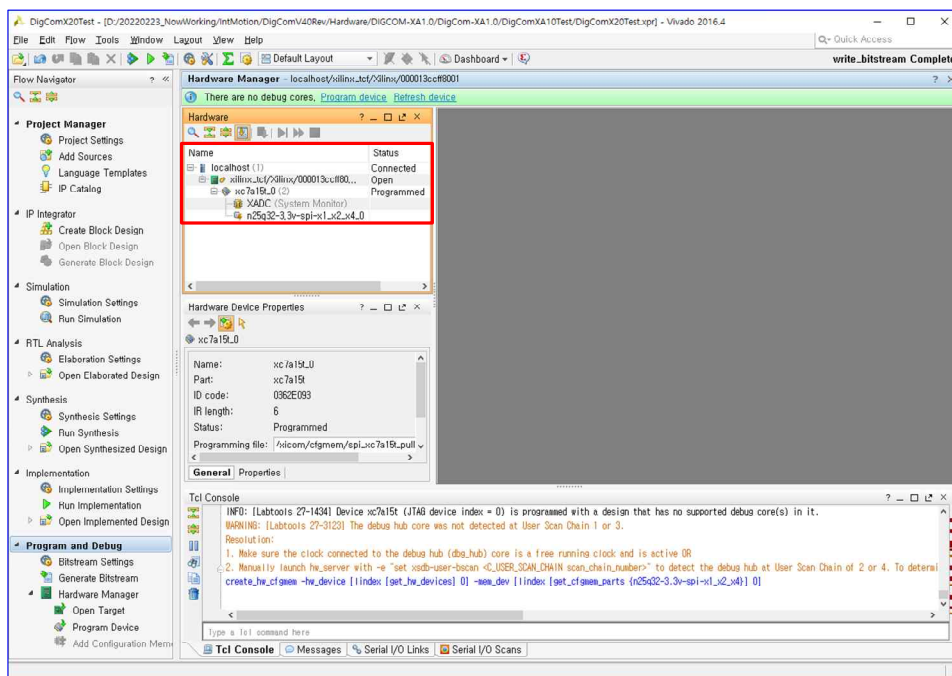 DigComX20Test - [D:/20220223_NowWorking/IntMotion/DigComV40Rev/Hardware/DIGCOM-XA1.0/DigCom-XA1.0/DigComXA10Test/DigComX20Test.xpr] - Vivado 2016.4
File Edit Flow Tools Window Layout View Help
Quick Access
Default Layout
Dashboard
write_bitstream Complete
Flow Navigator
Project Manager
Project Settings
Add Sources
Language Templates
IP Catalog
IP Integrator
Create Block Design
Open Block Design
Generate Block Design
Simulation
Simulation Settings
Run Simulation
RTL Analysis
Elaboration Settings
Open Elaborated Design
Synthesis
Synthesis Settings
Run Synthesis
Open Synthesized Design
Implementation
Implementation Settings
Run Implementation
Open Implemented Design
Program and Debug
Bitstream Settings
Generate Bitstream
Hardware Manager
Open Target
Program Device
Add Configuration Mem
Hardware Manager - localhost/xilinx_tcf/Xilinx/000013ccff8001
There are no debug cores. Program device Refresh device
Hardware
Name Status
localhost (1) Connected
xilinx_tcf/Xilinx/000013ccff80... Open
xc7a15t_0 (2) Programmed
XADC (System Monitor)
n25q32-3.3v-spi-x1_x2_x4_0
Hardware Device Properties
xc7a15t_0
Name: xc7a15t_0
Part: xc7a15t
ID code: 0362E093
IR length: 6
Status: Programmed
Programming file: /xicom/cfgmem/spi_xc7a15t_pull
General Properties
Tcl Console
INFO: [Labtools 27-1434] Device xc7a15t (JTAG device index = 0) is programmed with a design that has no supported debug core(s) in it.
WARNING: [Labtools 27-3123] The debug hub core was not detected at User Scan Chain 1 or 3.
Resolution:
1. Make sure the clock connected to the debug hub (dbg_hub) core is a free running clock and is active OR
2. Manually launch hw_server with -e "set xsdb-user-bscan <C_USER_SCAN_CHAIN scan_chain_number>" to detect the debug hub at User Scan Chain of 2 or 4. To determi
create_hw_cfgmem -hw_device [lindex [get_hw_devices] 0] -mem_dev [lindex [get_cfgmem_parts {n25q32-3.3v-spi-x1_x2_x4}] 0]
Type a Tcl command here
Tcl Console Messages Serial I/O Links Serial I/O Scans